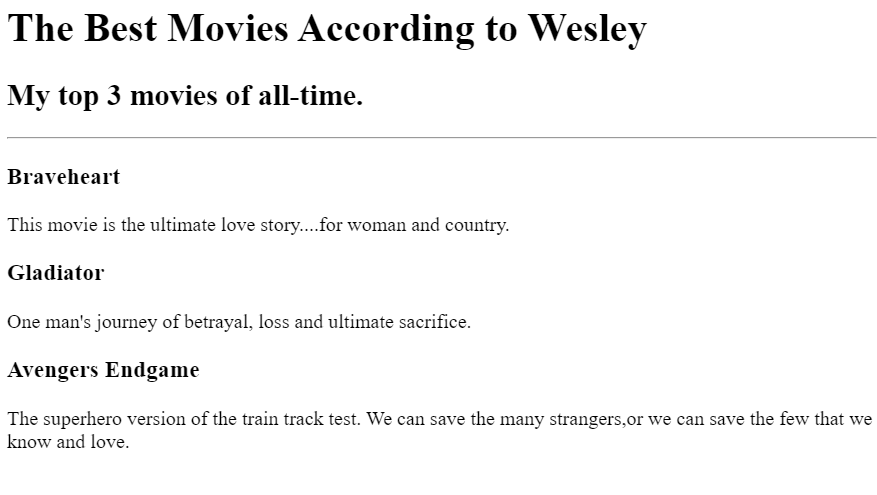 The Best Movies According to Wesley
My top 3 movies of all-time.
Braveheart
This movie is the ultimate love story....for woman and country.
Gladiator
One man's journey of betrayal, loss and ultimate sacrifice.
Avengers Endgame
The superhero version of the train track test. We can save the many strangers,or we can save the few that we
know and love.